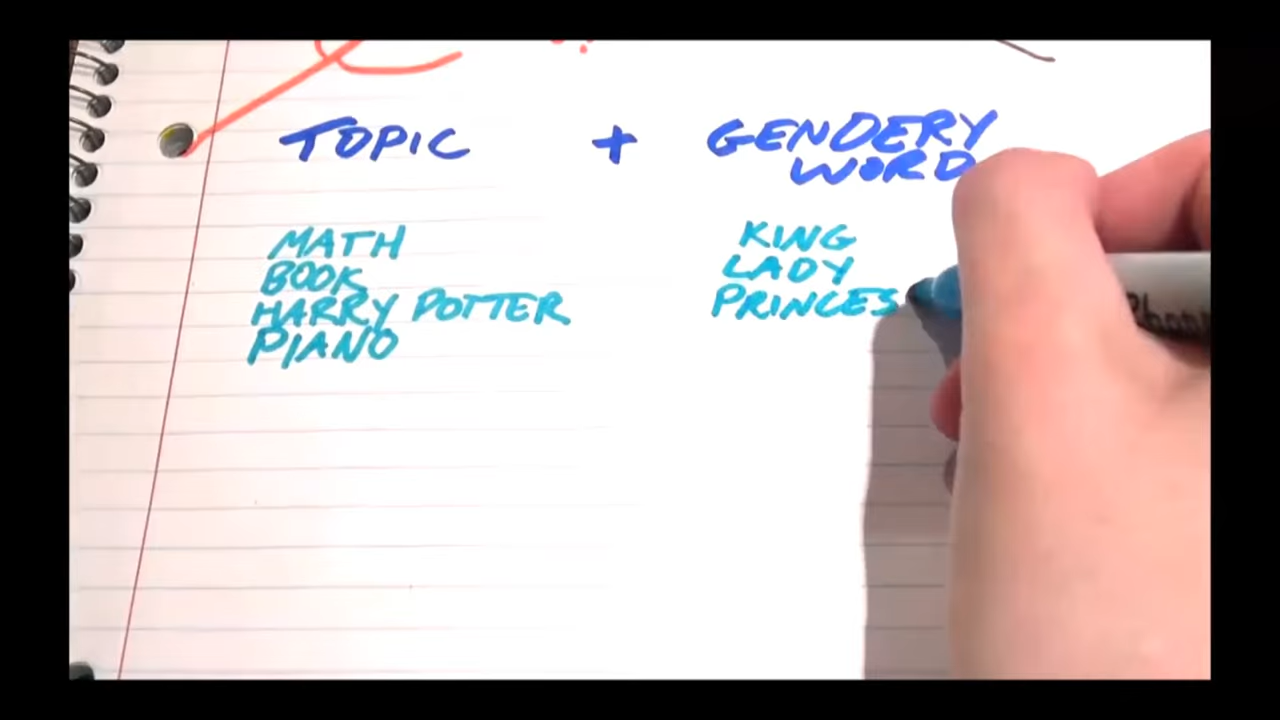 TOPIC + GENDERY
WORD
MATH
BOOK
HARRY POTTER
PIANO
KING
LADY
PRINCES